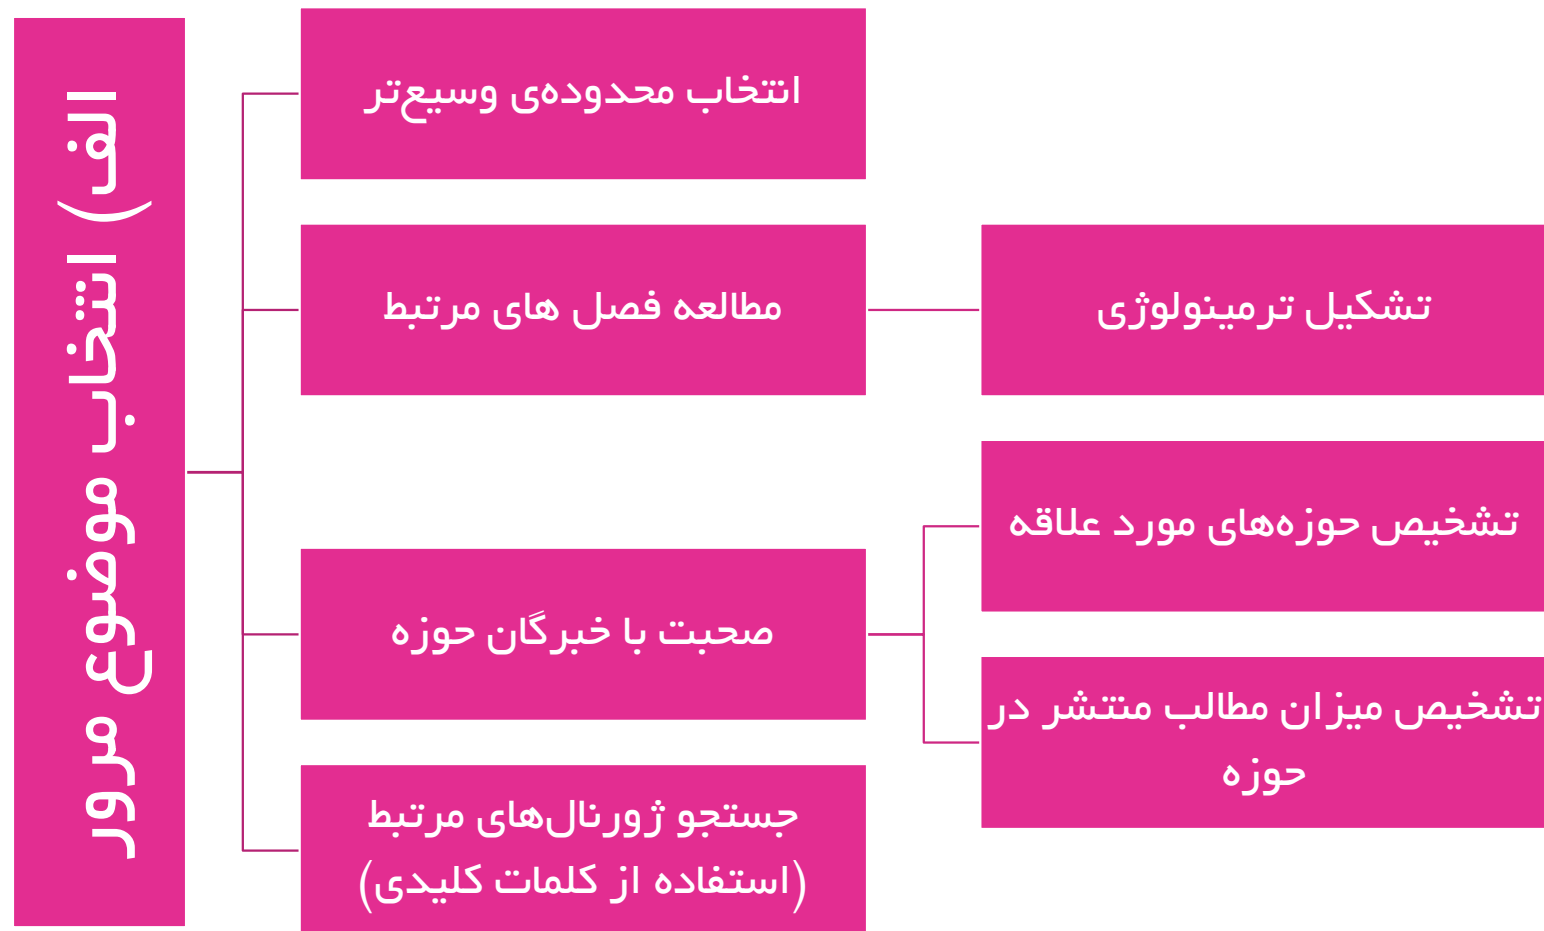 الف) انتخاب موضوع مرور
انتخاب محدوده‌ی وسیع‌تر
مطالعه فصل های مرتبط
تشکیل ترمینولوژی
صحبت با خبرگان حوزه
تشخیص حوزه‌های مورد علاقه
تشخیص میزان مطالب منتشر در
حوزه
جستجو ژورنال‌های مرتبط
(استفاده از کلمات کلیدی)